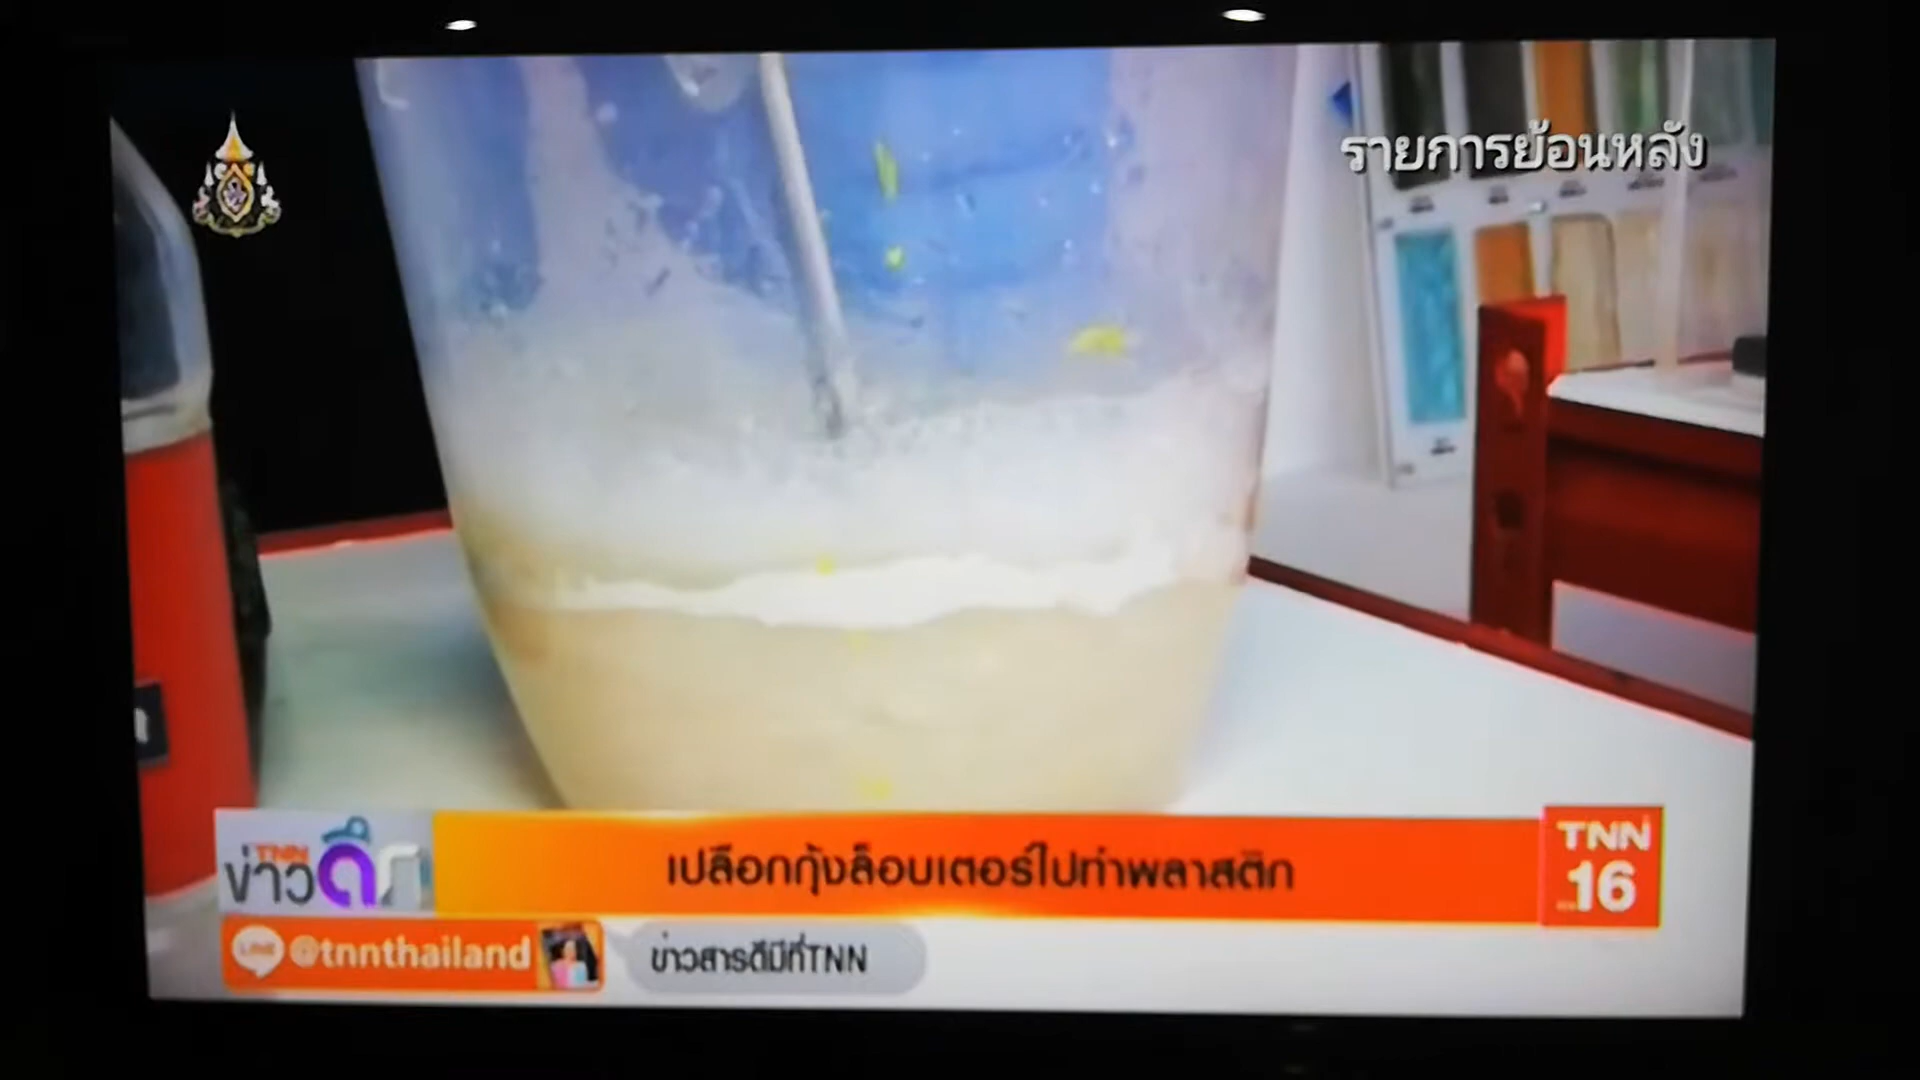 รายการย้อนหลัง
TNN
ข่าวดึก
เปลือกกุ้งล็อบเตอร์ไปทำพลาสติก
TNN
16
LINE @tnnthailand
ข่าวสารดีมีที่TNN